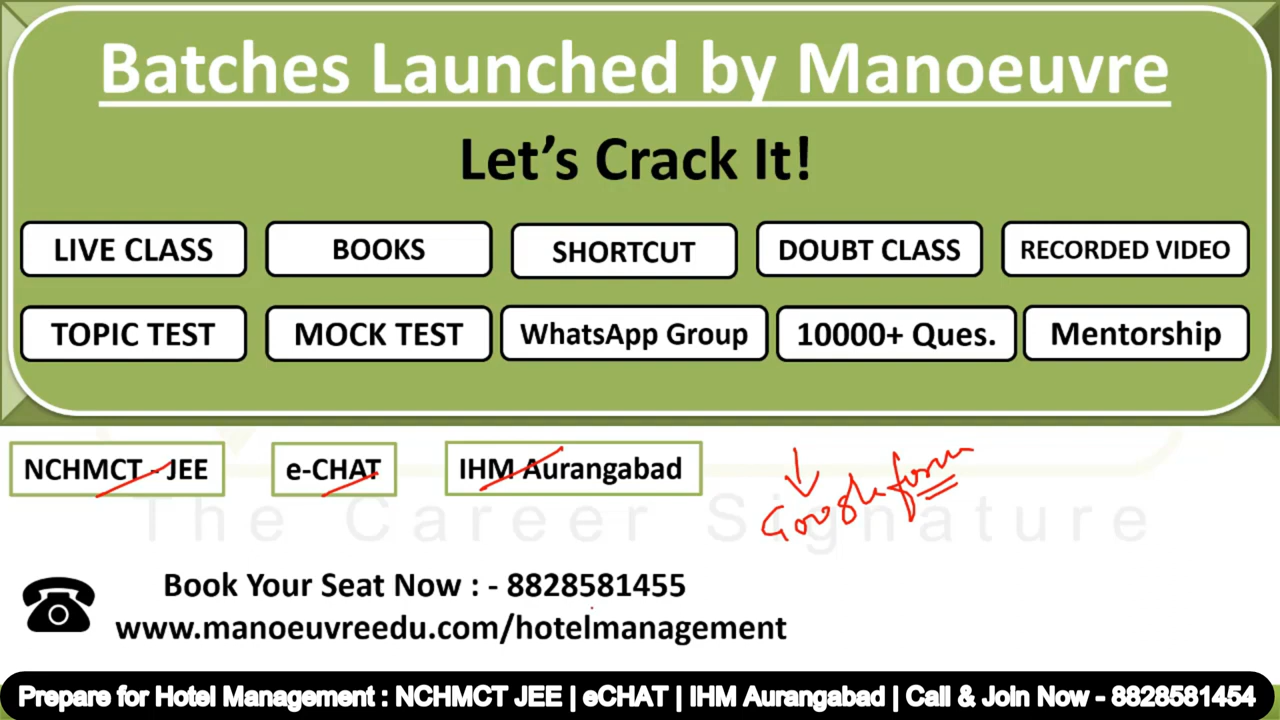 Batches Launched by Manoeuvre
Let's Crack It!
LIVE CLASS BOOKS SHORTCUT DOUBT CLASS RECORDED VIDEO
TOPIC TEST MOCK TEST WhatsApp Group 10000+ Ques. Mentorship
NCHMCT - JEE e-CHAT IHM Aurangabad
Google form
The Career Signature
Book Your Seat Now : - 8828581455
www.manoeuvreedu.com/hotelmanagement
Prepare for Hotel Management : NCHMCT JEE | eCHAT | IHM Aurangabad | Call & Join Now - 8828581454